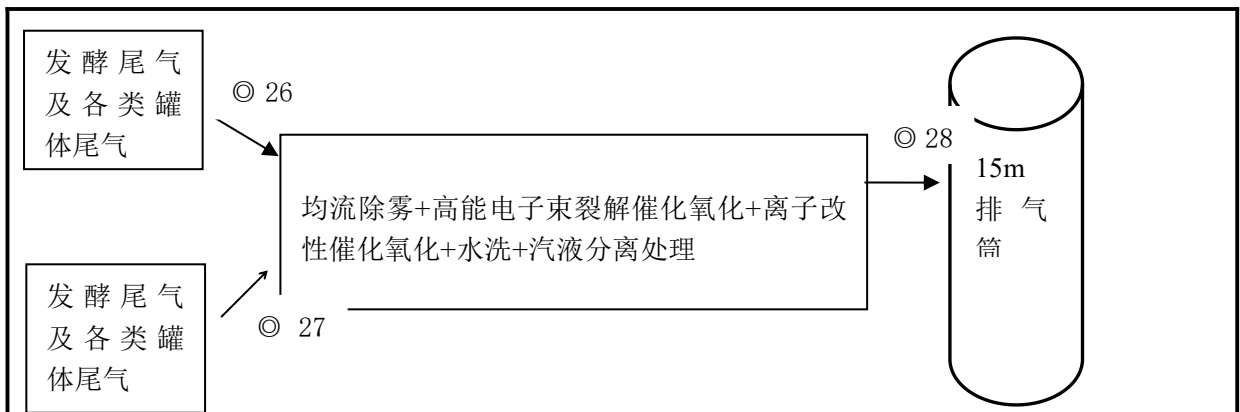 发酵尾气
及各类罐
体尾气
◎ 26
◎ 28
15m
排气
筒
均流除雾+高能电子束裂解催化氧化+离子改
性催化氧化+水洗+汽液分离处理
发酵尾气
及各类罐
体尾气
◎ 27